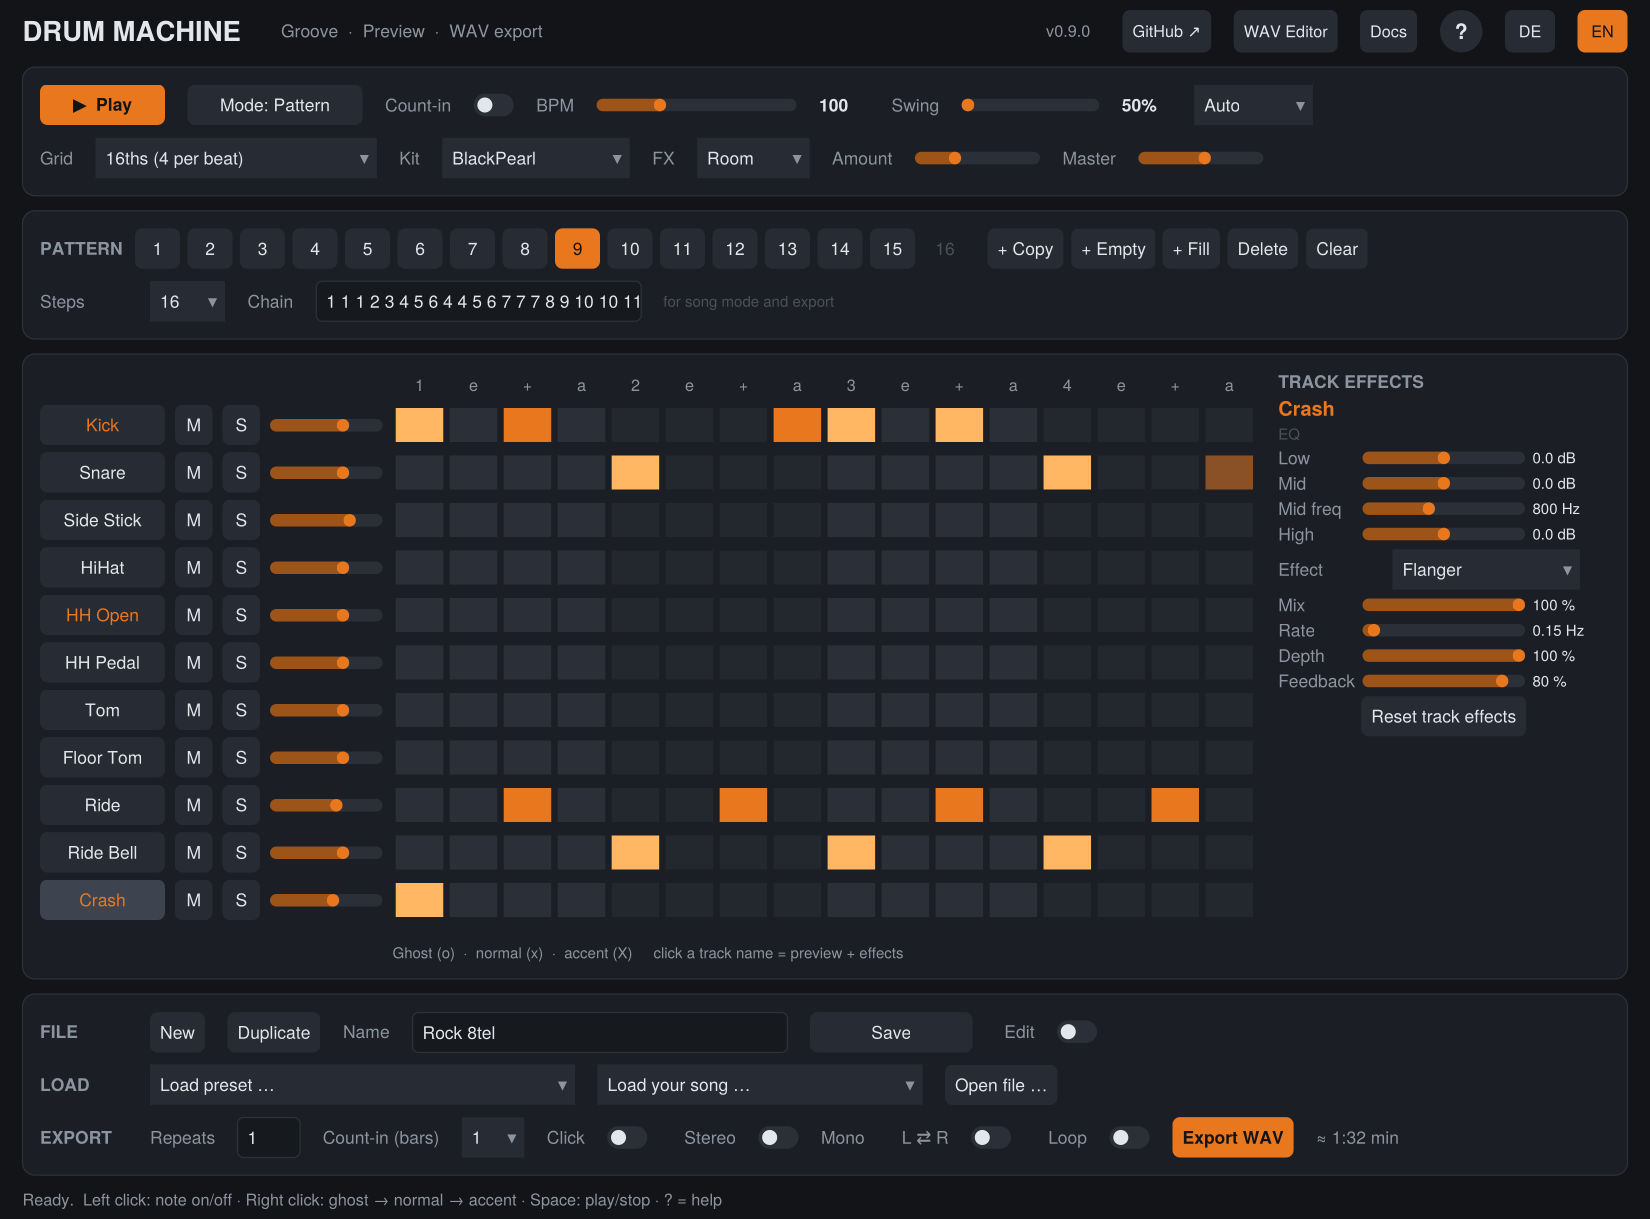 DRUM MACHINE Groove · Preview · WAV export v0.9.0 GitHub ↗ WAV Editor Docs ? DE EN
▶ Play Mode: Pattern Count-in BPM 100 Swing 50% Auto ▼
Grid 16ths (4 per beat) ▼ Kit BlackPearl ▼ FX Room ▼ Amount Master
PATTERN 1 2 3 4 5 6 7 8 9 10 11 12 13 14 15 16 + Copy + Empty + Fill Delete Clear
Steps 16 ▼ Chain 1 1 1 2 3 4 5 6 4 4 5 6 7 7 7 8 9 10 10 11 for song mode and export
1 e + a 2 e + a 3 e + a 4 e + a
Kick M S
Snare M S
Side Stick M S
HiHat M S
HH Open M S
HH Pedal M S
Tom M S
Floor Tom M S
Ride M S
Ride Bell M S
Crash M S
Ghost (o) · normal (x) · accent (X) click a track name = preview + effects
TRACK EFFECTS
Crash
EQ
Low 0.0 dB
Mid 0.0 dB
Mid freq 800 Hz
High 0.0 dB
Effect Flanger ▼
Mix 100 %
Rate 0.15 Hz
Depth 100 %
Feedback 80 %
Reset track effects
FILE New Duplicate Name Rock 8tel Save Edit
LOAD Load preset … ▼ Load your song … ▼ Open file …
EXPORT Repeats 1 Count-in (bars) 1 ▼ Click Stereo Mono L ⇄ R Loop Export WAV ≈ 1:32 min
Ready. Left click: note on/off · Right click: ghost → normal → accent · Space: play/stop · ? = help